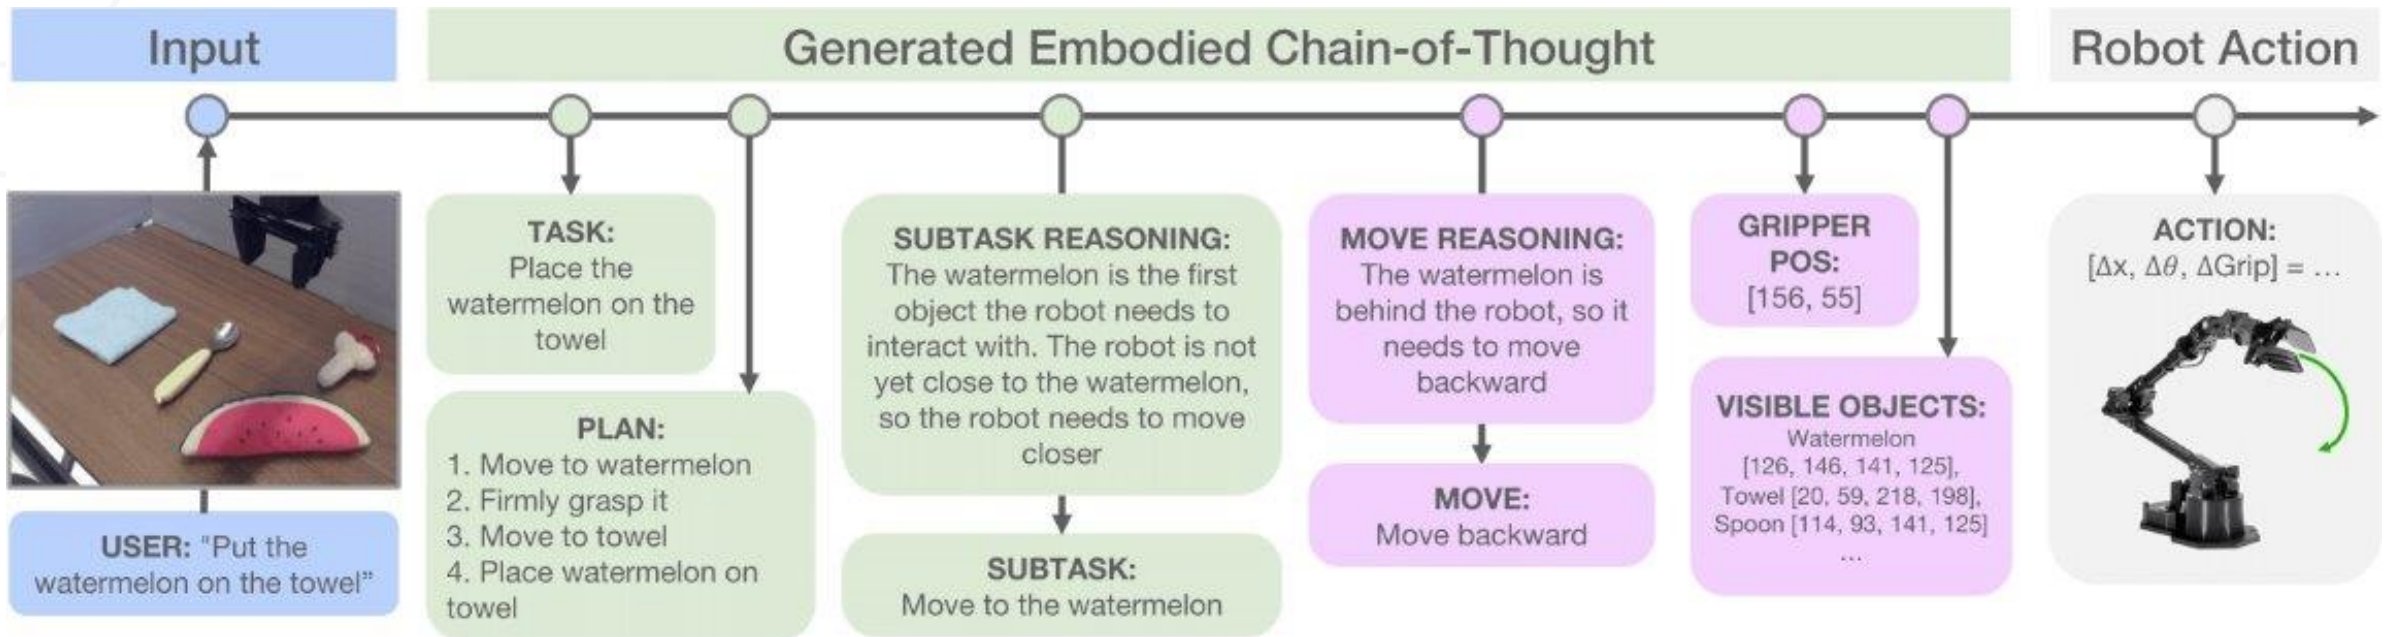 Input
Generated Embodied Chain-of-Thought
Robot Action
USER: "Put the
watermelon on the towel"
TASK:
Place the
watermelon on the
towel
PLAN:
1. Move to watermelon
2. Firmly grasp it
3. Move to towel
4. Place watermelon on
towel
SUBTASK REASONING:
The watermelon is the first
object the robot needs to
interact with. The robot is not
yet close to the watermelon,
so the robot needs to move
closer
SUBTASK:
Move to the watermelon
MOVE REASONING:
The watermelon is
behind the robot, so it
needs to move
backward
MOVE:
Move backward
GRIPPER
POS:
[156, 55]
VISIBLE OBJECTS:
Watermelon
[126, 146, 141, 125],
Towel [20, 59, 218, 198],
Spoon [114, 93, 141, 125]
...
ACTION:
[Δx, Δθ, ΔGrip] = ...